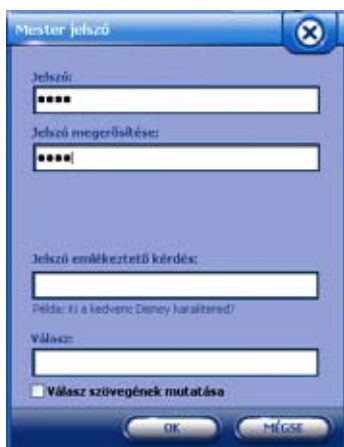 Mester jelszó
Jelszó:
••••
Jelszó megerősítése:
••••
Jelszó emlékeztető kérdés:
Példa: Ki a kedvenc Disney karaktered?
Válasz:
Válasz szövegének mutatása
OK MÉGSE